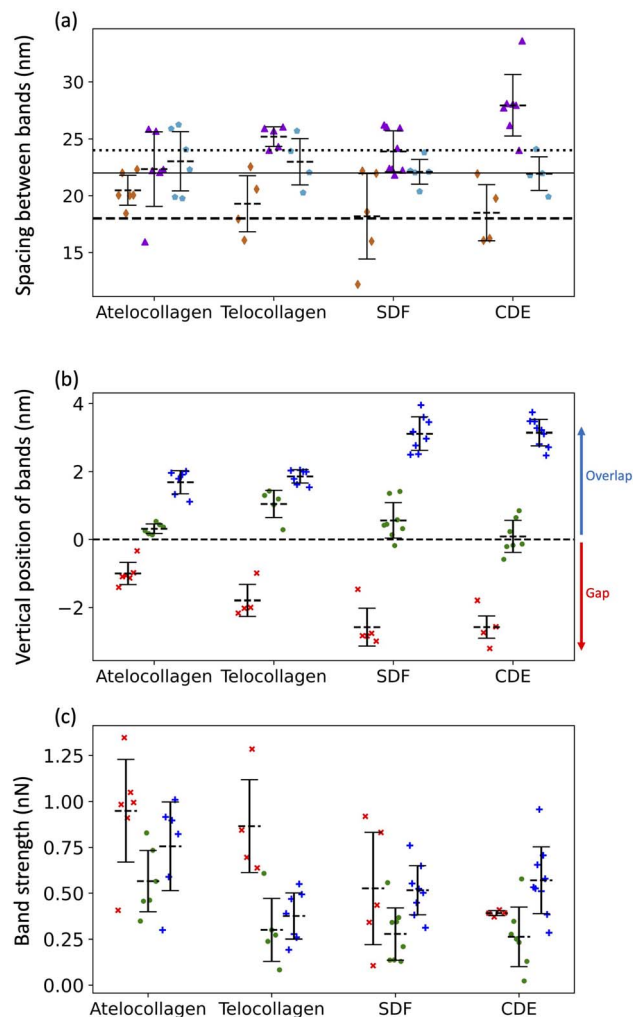 (a)
Spacing between bands (nm)
30
25
20
15
Atelocollagen Telocollagen SDF CDE
(b)
Vertical position of bands (nm)
4
2
0
−2
Overlap
Gap
Atelocollagen Telocollagen SDF CDE
(c)
Band strength (nN)
1.25
1.00
0.75
0.50
0.25
0.00
Atelocollagen Telocollagen SDF CDE